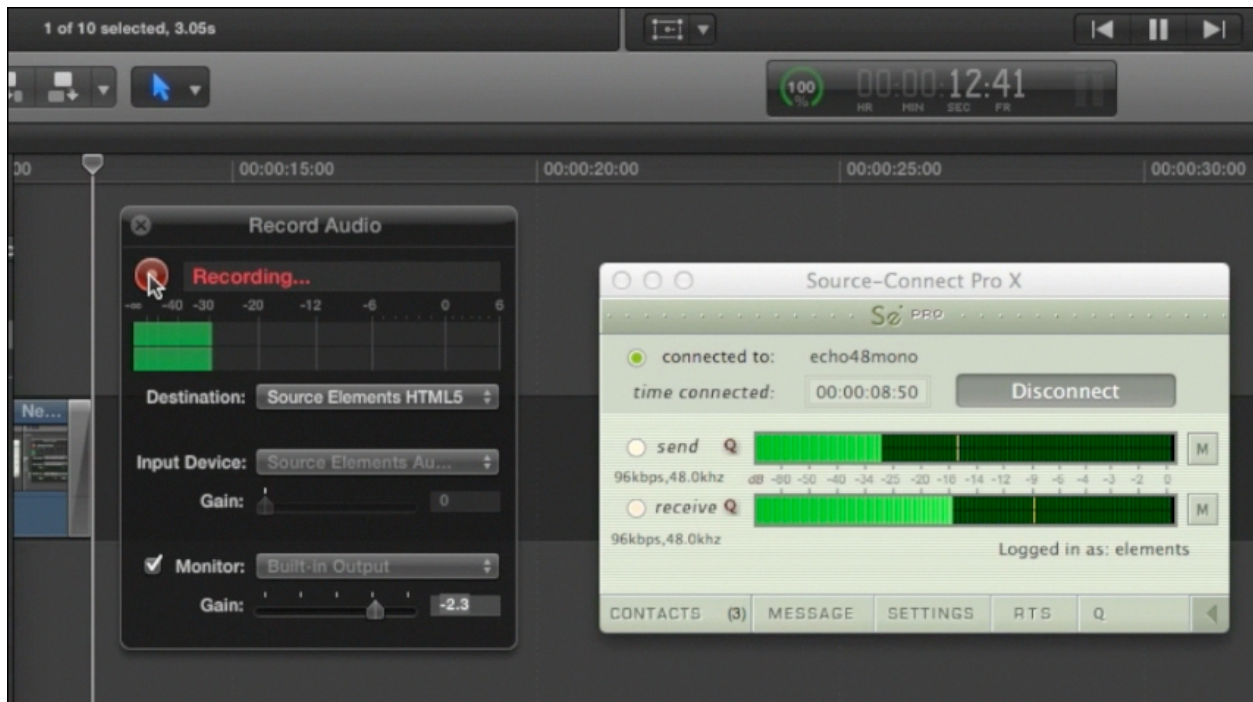 1 of 10 selected, 3.05s
100 % 00:00:12:41
HR MIN SEC FR
00:00:15:00 00:00:20:00 00:00:25:00 00:00:30:00
Record Audio
Recording...
-∞ -40 -30 -20 -12 -6 0 6
Destination: Source Elements HTML5
Ne...
Input Device: Source Elements Au...
Gain: 0
Monitor: Built-in Output
Gain: -2.3
Source-Connect Pro X
Se PRO
connected to: echo48mono
time connected: 00:00:08:50 Disconnect
send Q M
96kbps,48.0khz dB -80 -50 -40 -34 -25 -20 -16 -14 -12 -9 -6 -4 -3 -2 0
receive Q M
96kbps,48.0khz
Logged in as: elements
CONTACTS (3) MESSAGE SETTINGS RTS Q